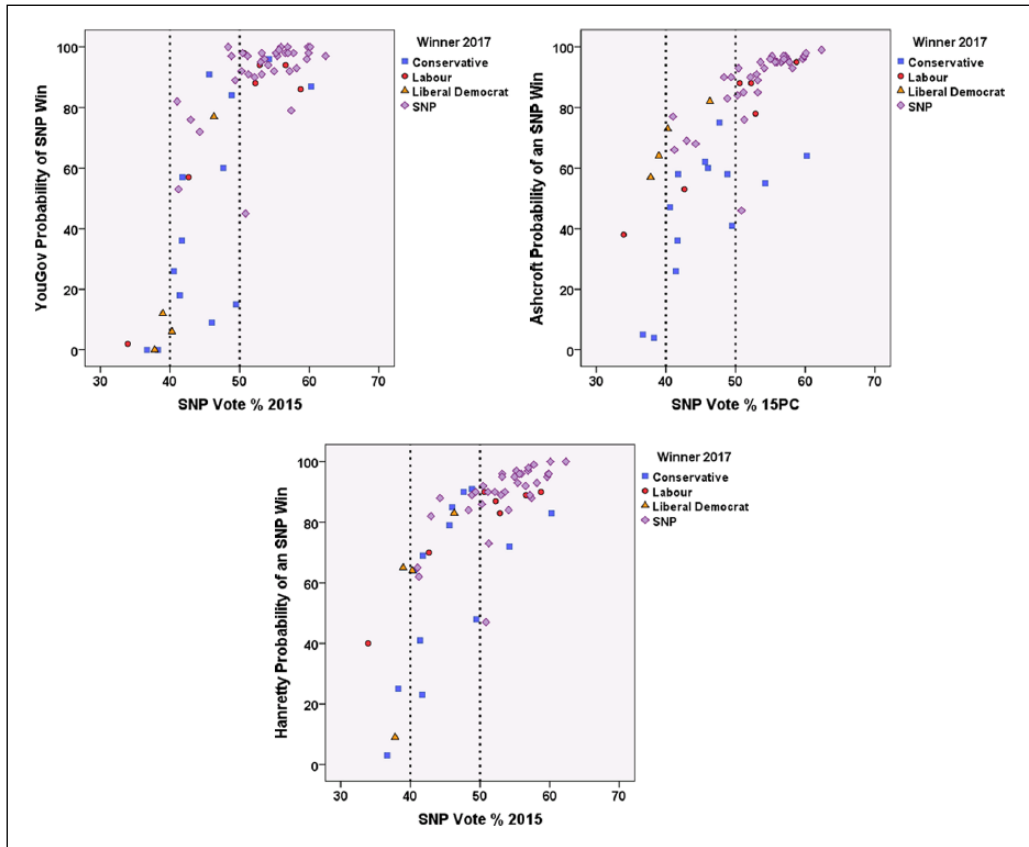 YouGov Probability of SNP Win
100
80
60
40
20
0
30 40 50 60 70
SNP Vote % 2015
Winner 2017
Conservative
Labour
Liberal Democrat
SNP
Ashcroft Probability of an SNP Win
100
80
60
40
20
0
30 40 50 60 70
SNP Vote % 15PC
Winner 2017
Conservative
Labour
Liberal Democrat
SNP
Hanretty Probability of an SNP Win
100
80
60
40
20
0
30 40 50 60 70
SNP Vote % 2015
Winner 2017
Conservative
Labour
Liberal Democrat
SNP